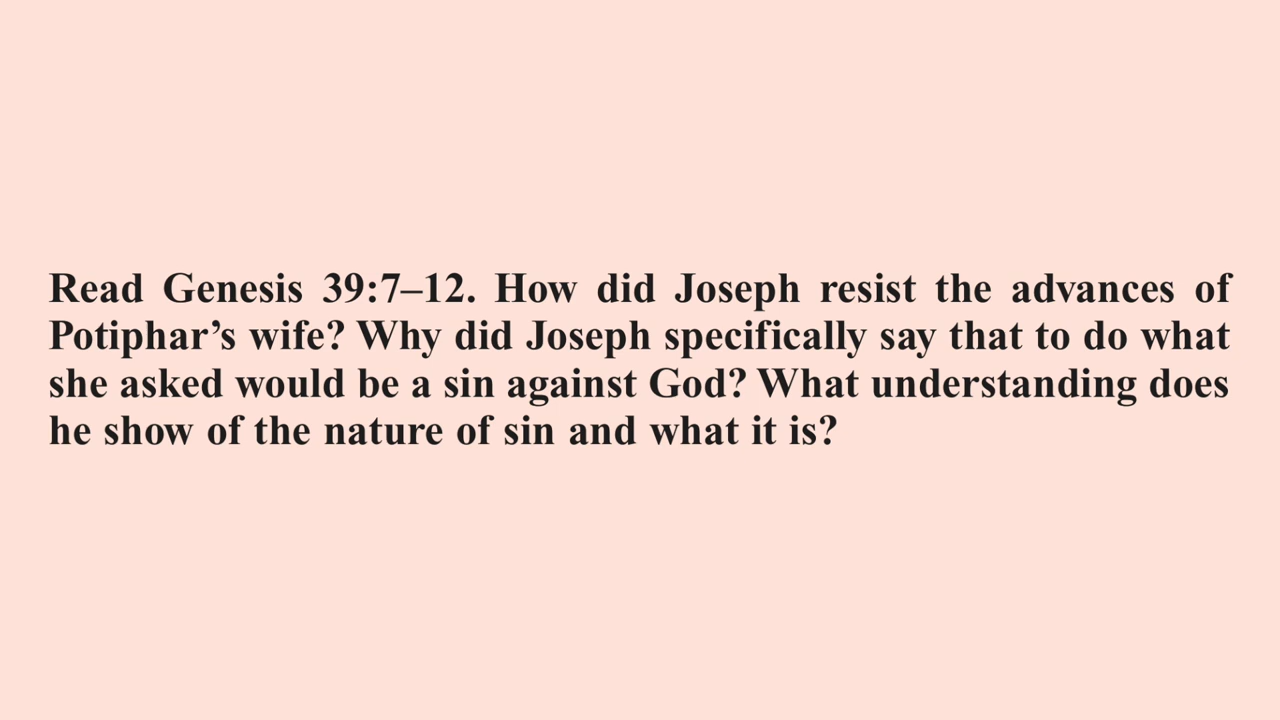 Read Genesis 39:7–12. How did Joseph resist the advances of
Potiphar’s wife? Why did Joseph specifically say that to do what
she asked would be a sin against God? What understanding does
he show of the nature of sin and what it is?